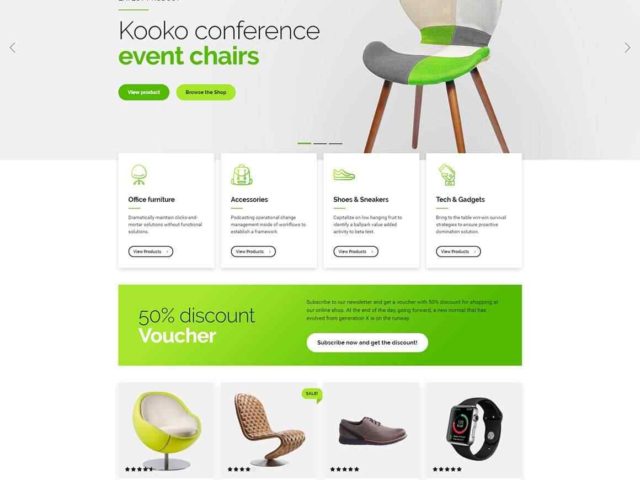 Kooko conference
event chairs
View product
Browse the Shop
Office furniture
Dramatically maintain clicks-and-
mortar solutions without functional
solutions.
View Products
Accessories
Podcasting operational change
management inside of workflows to
establish a framework.
View Products
Shoes & Sneakers
Capitalize on low hanging fruit to
identify a ballpark value added
activity to beta test.
View Products
Tech & Gadgets
Bring to the table win-win survival
strategies to ensure proactive
domination solution.
View Products
50% discount
Voucher
Subscribe to our newsletter and get a voucher with 50% discount for shopping at
our online shop. At the end of the day, going forward, a new normal that has
evolved from generation X is on the runway.
Subscribe now and get the discount!
SALE!